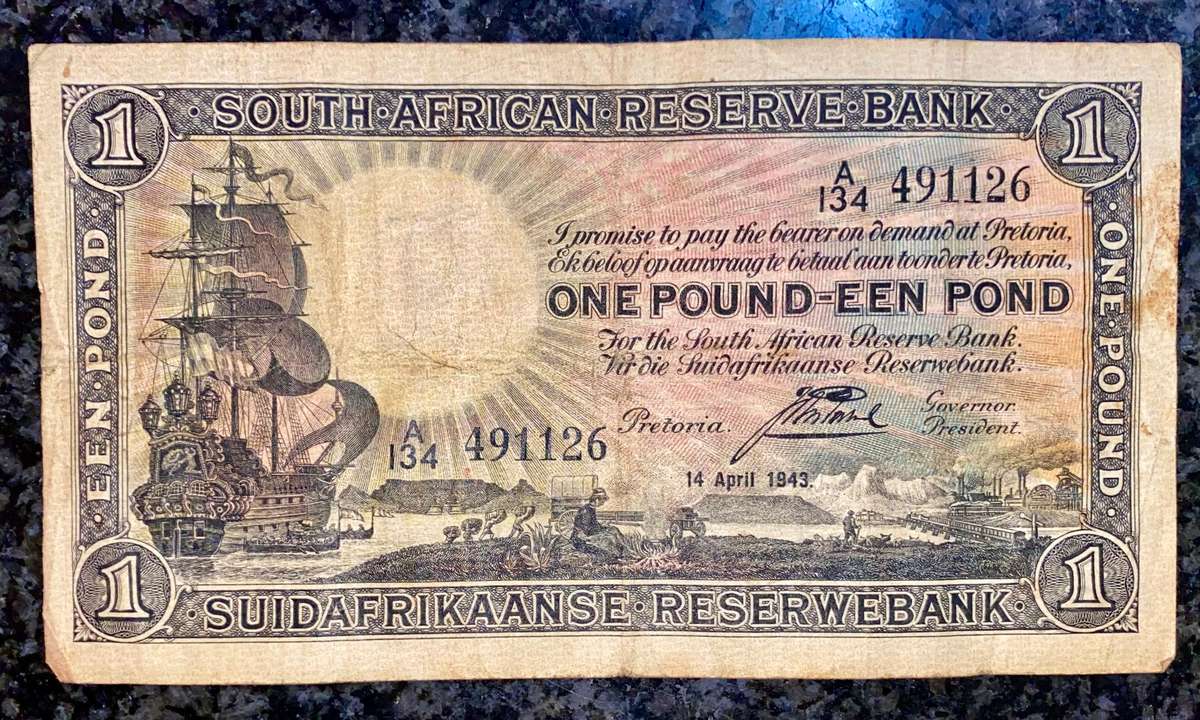 1
· SOUTH · AFRICAN · RESERVE · BANK ·
1
· EEN · POND ·
· ONE · POUND ·
A
134 491126
I promise to pay the bearer on demand at Pretoria,
Ek beloof op aanvraag te betaal aan toonder te Pretoria,
ONE POUND-EEN POND
For the South African Reserve Bank.
Vir die Suidafrikaanse Reserwebank.
Pretoria.
Governor.
President.
A
134 491126
14 April 1943.
1
· SUIDAFRIKAANSE · RESERWEBANK ·
1